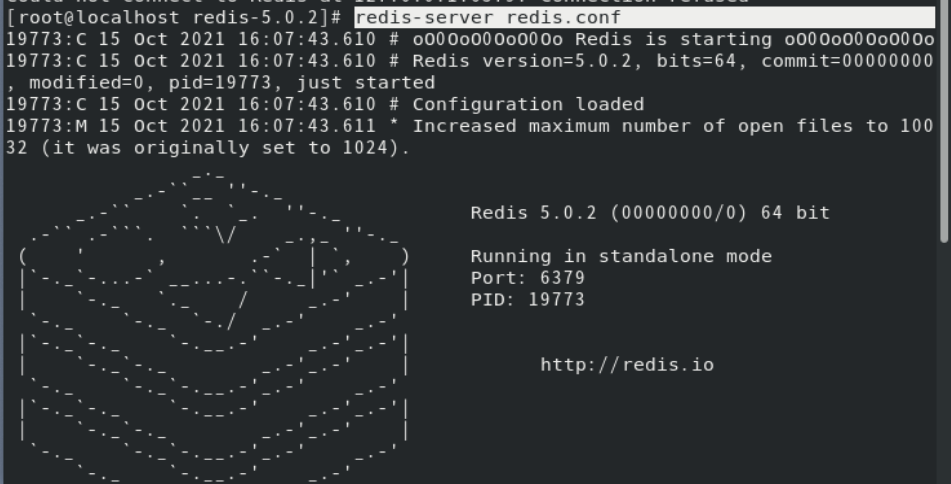 [root@localhost redis-5.0.2]# redis-server redis.conf
19773:C 15 Oct 2021 16:07:43.610 # oO0OoO0OoO0Oo Redis is starting oO0OoO0OoO0Oo
19773:C 15 Oct 2021 16:07:43.610 # Redis version=5.0.2, bits=64, commit=00000000
, modified=0, pid=19773, just started
19773:C 15 Oct 2021 16:07:43.610 # Configuration loaded
19773:M 15 Oct 2021 16:07:43.611 * Increased maximum number of open files to 100
32 (it was originally set to 1024).
Redis 5.0.2 (00000000/0) 64 bit
Running in standalone mode
Port: 6379
PID: 19773
http://redis.io